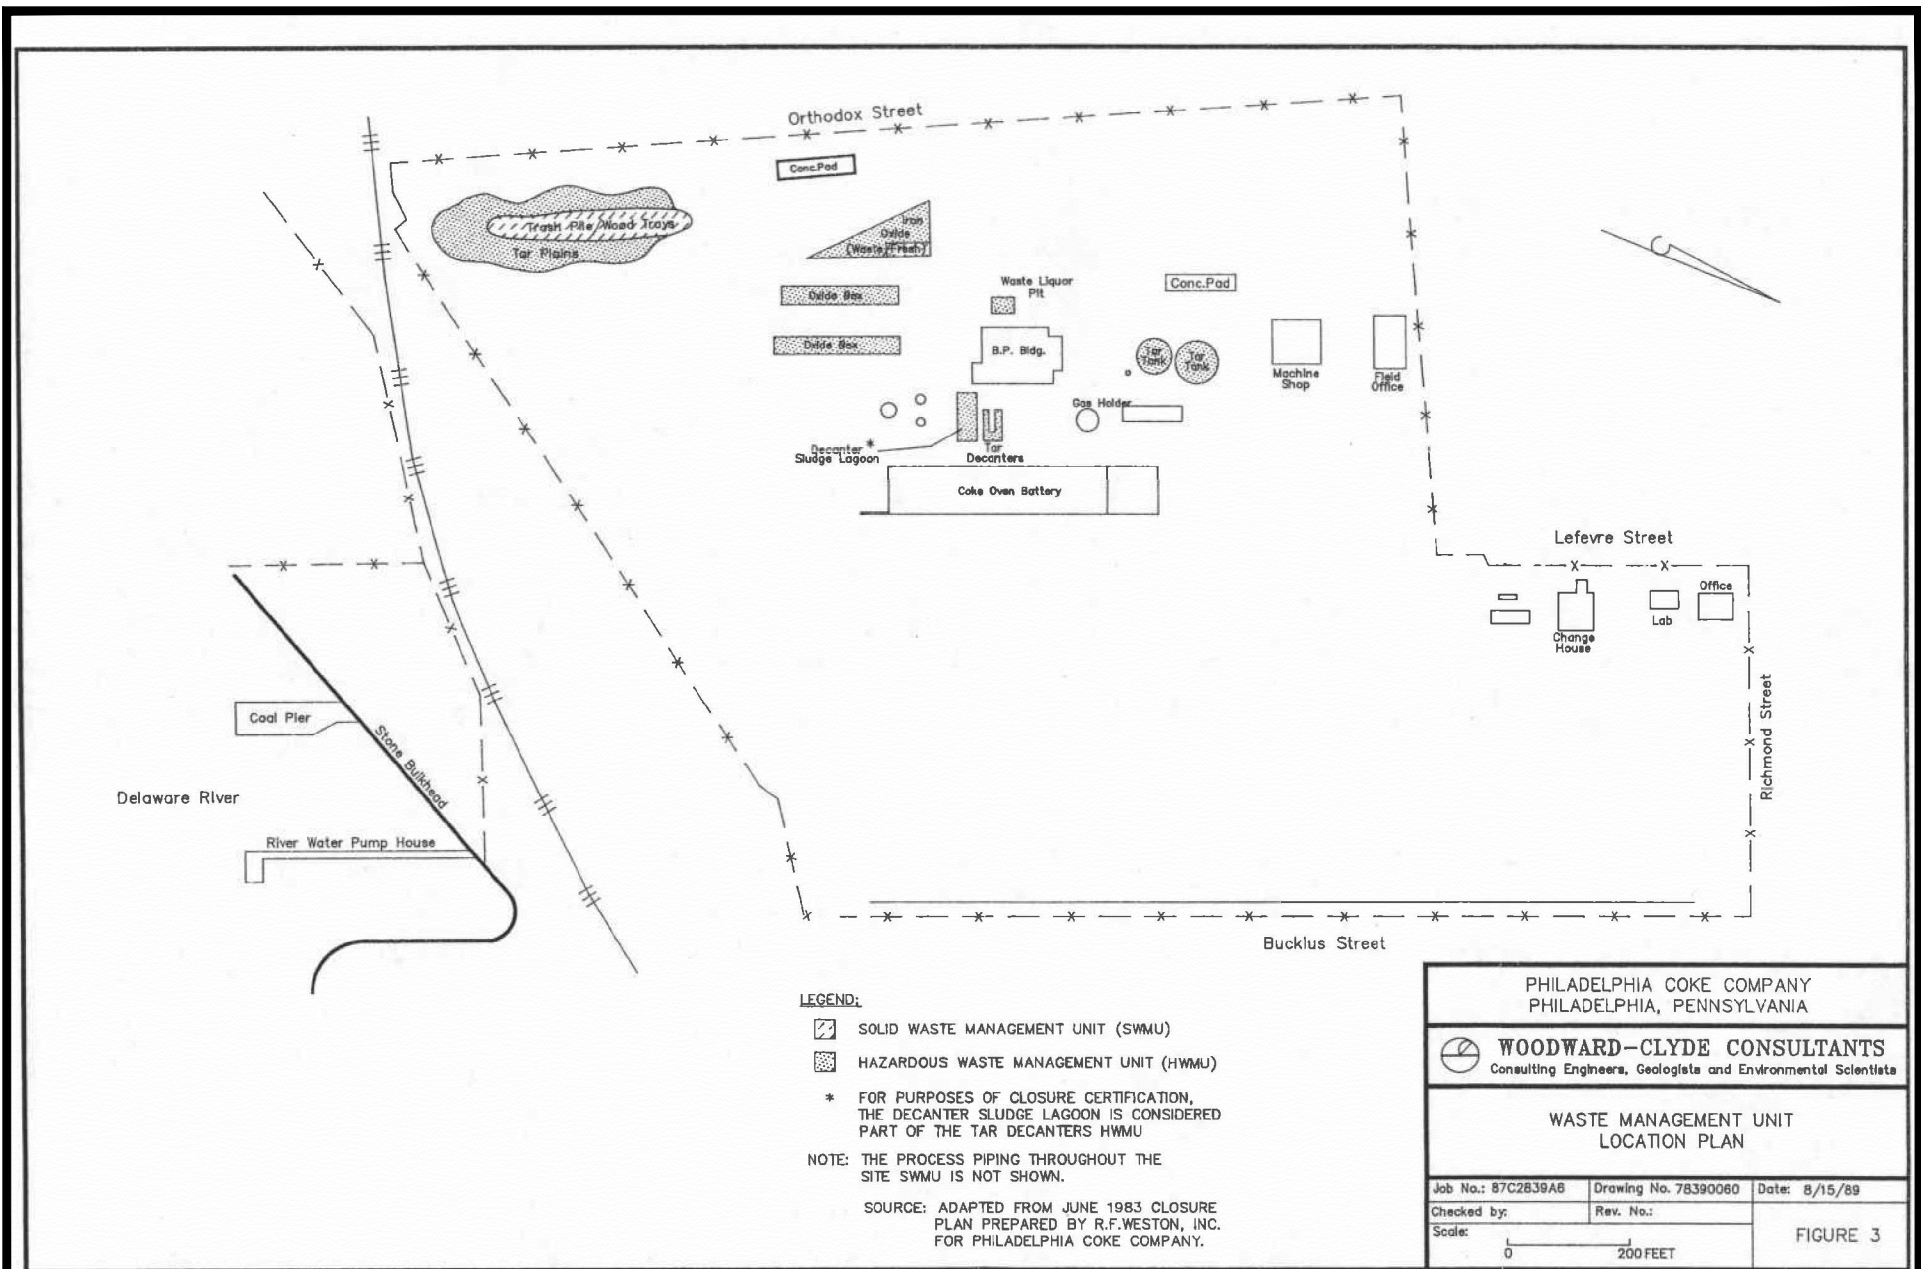 Orthodox Street
Conc.Pad
Trash Pile/Wood Trays
Tar Plains
Iron
Oxide
(Waste/Fresh)
Oxide Box
Waste Liquor
Pit
Conc.Pad
Oxide Box
B.P. Bldg.
Tar
Tank
Tar
Tank
Machine
Shop
Field
Office
Gas Holder
Decanter *
Sludge Lagoon
Tar
Decanters
Coke Oven Battery
Lefevre Street
Office
Lab
Change
House
Richmond Street
Coal Pier
Stone Bulkhead
Delaware River
River Water Pump House
Bucklus Street
LEGEND:
SOLID WASTE MANAGEMENT UNIT (SWMU)
HAZARDOUS WASTE MANAGEMENT UNIT (HWMU)
* FOR PURPOSES OF CLOSURE CERTIFICATION,
THE DECANTER SLUDGE LAGOON IS CONSIDERED
PART OF THE TAR DECANTERS HWMU
NOTE: THE PROCESS PIPING THROUGHOUT THE
SITE SWMU IS NOT SHOWN.
SOURCE: ADAPTED FROM JUNE 1983 CLOSURE
PLAN PREPARED BY R.F.WESTON, INC.
FOR PHILADELPHIA COKE COMPANY.
PHILADELPHIA COKE COMPANY
PHILADELPHIA, PENNSYLVANIA
WOODWARD-CLYDE CONSULTANTS
Consulting Engineers, Geologists and Environmental Scientists
WASTE MANAGEMENT UNIT
LOCATION PLAN
Job No.: 87C2839A6 Drawing No. 78390060 Date: 8/15/89
Checked by: Rev. No.:
Scale:
0 200 FEET
FIGURE 3